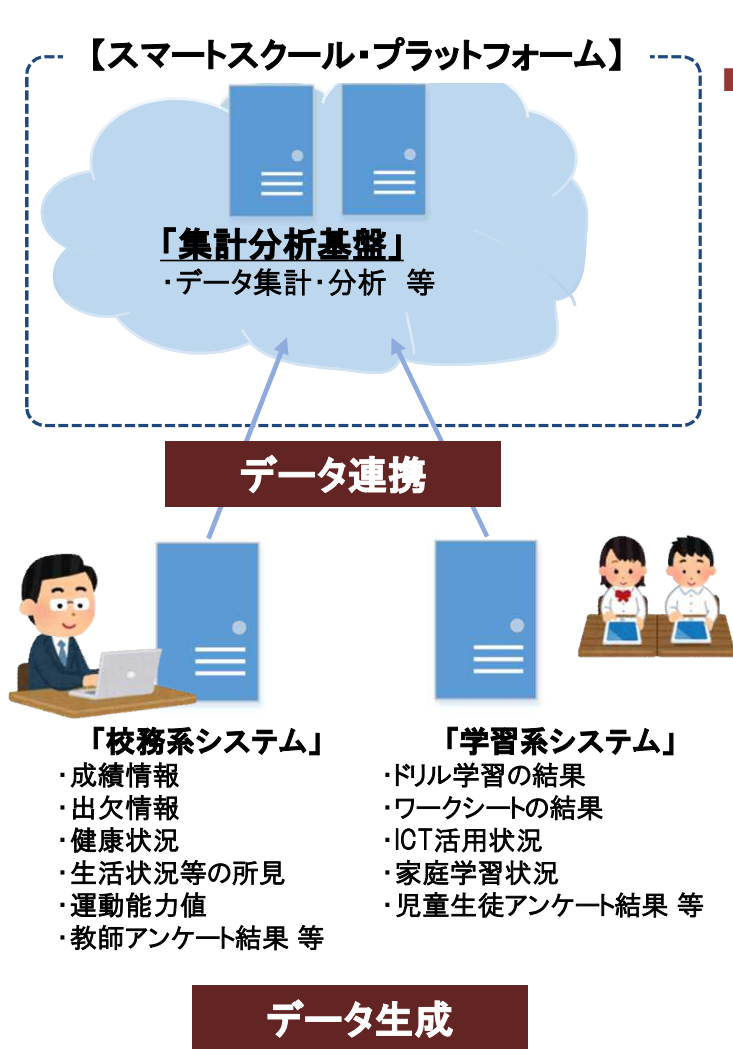 【スマートスクール・プラットフォーム】
「集計分析基盤」
・データ集計・分析　等
データ連携
「校務系システム」
・成績情報
・出欠情報
・健康状況
・生活状況等の所見
・運動能力値
・教師アンケート結果 等
「学習系システム」
・ドリル学習の結果
・ワークシートの結果
・ICT活用状況
・家庭学習状況
・児童生徒アンケート結果 等
データ生成